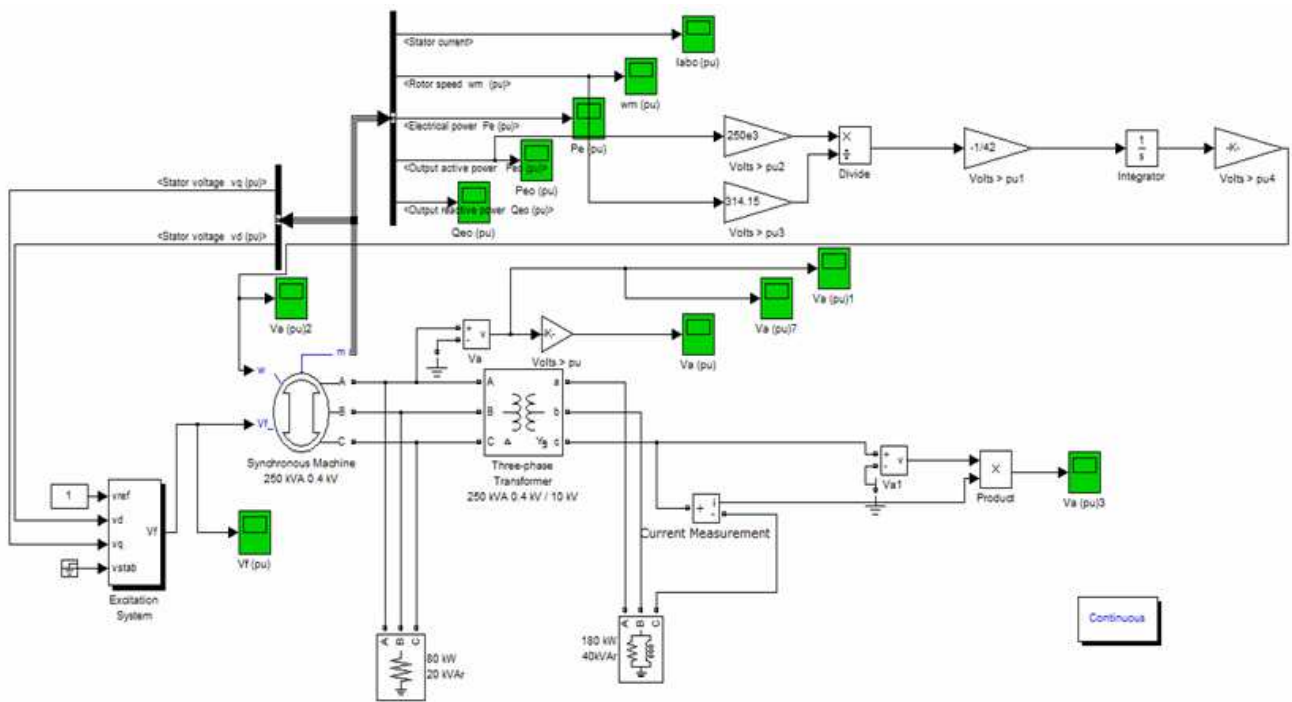 <Stator current>
Iabc (pu)
<Rotor speed wm (pu)>
wm (pu)
<Electrical power Pe (pu)>
Pe (pu)
250e3
Volts > pu2
×
÷
Divide
-1/42
Volts > pu1
1
s
Integrator
-K-
Volts > pu4
<Output active power Peo (pu)>
Peo (pu)
314.15
Volts > pu3
<Output reactive power Qeo (pu)>
Qeo (pu)
<Stator voltage vq (pu)>
<Stator voltage vd (pu)>
Va (pu)2
Va (pu)1
Va (pu)7
+
-
v
Va
-K-
Volts > pu
Va (pu)
m
w
Vf_
A
B
C
Synchronous Machine
250 kVA 0.4 kV
A
B
C
a
b
c
Δ
Yg
Three-phase
Transformer
250 kVA 0.4 kV / 10 kV
+
-
v
Va1
×
Product
Va (pu)3
+
i
-
Current Measurement
1
vref
vd
vq
vstab
Vf
Excitation
System
Vf (pu)
A B C
80 kW
20 kVAr
A B C
180 kW
40kVAr
Continuous